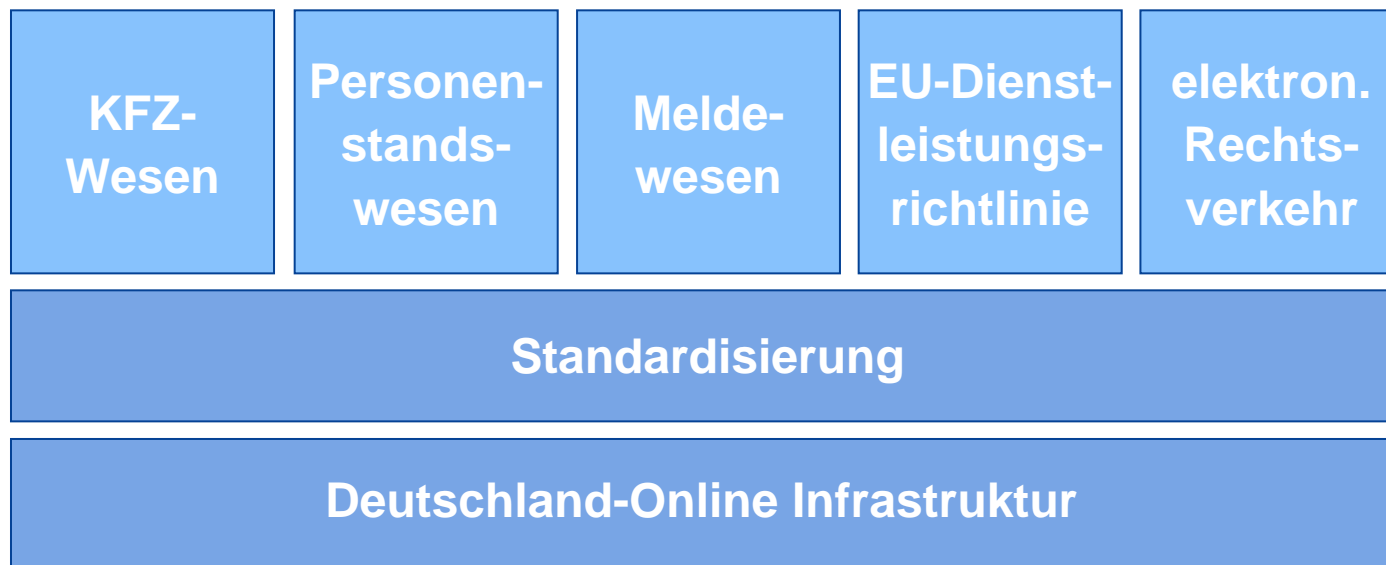 KFZ-
Wesen
Personen-
stands-
wesen
Melde-
wesen
EU-Dienst-
leistungs-
richtlinie
elektron.
Rechts-
verkehr
Standardisierung
Deutschland-Online Infrastruktur